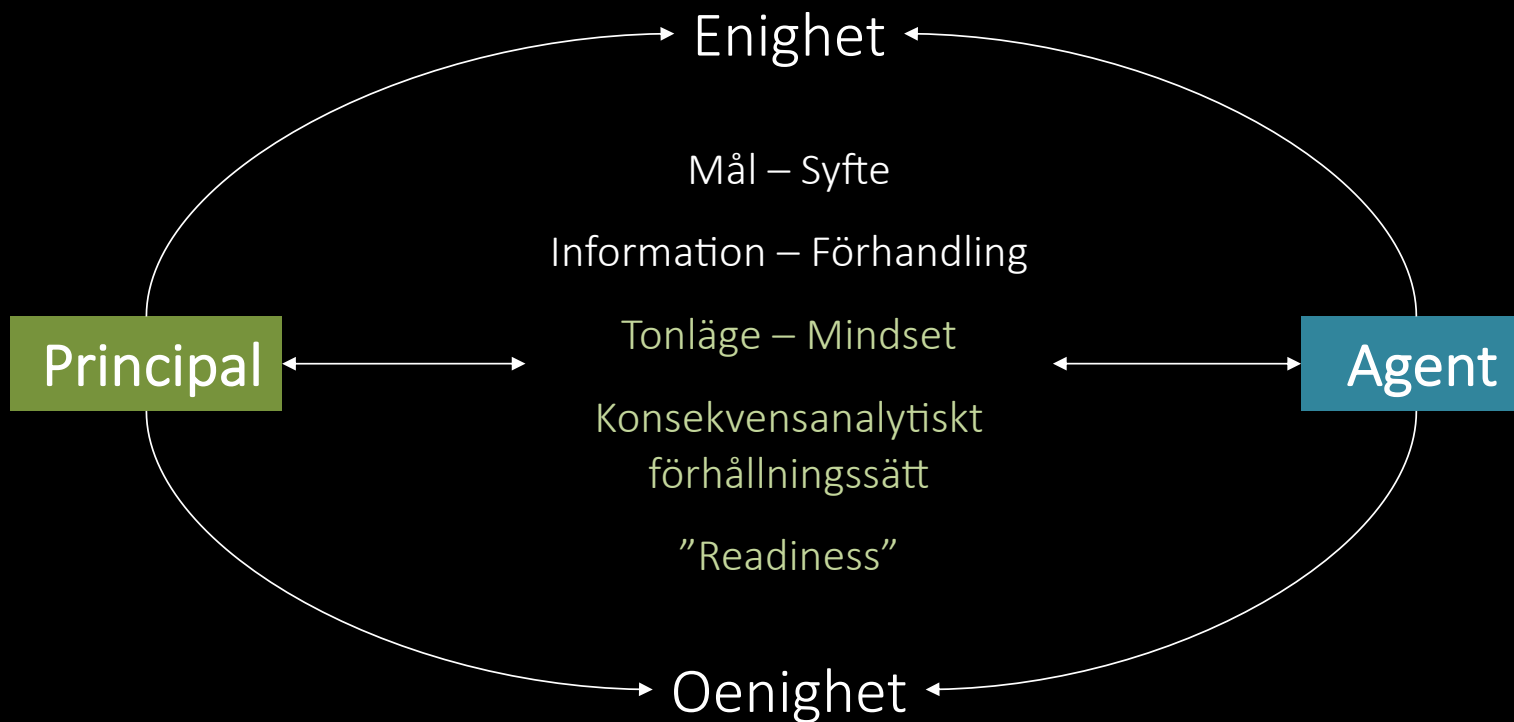 Enighet
Mål – Syfte
Information – Förhandling
Tonläge – Mindset
Principal
Agent
Konsekvensanalytiskt
förhållningssätt
”Readiness”
Oenighet